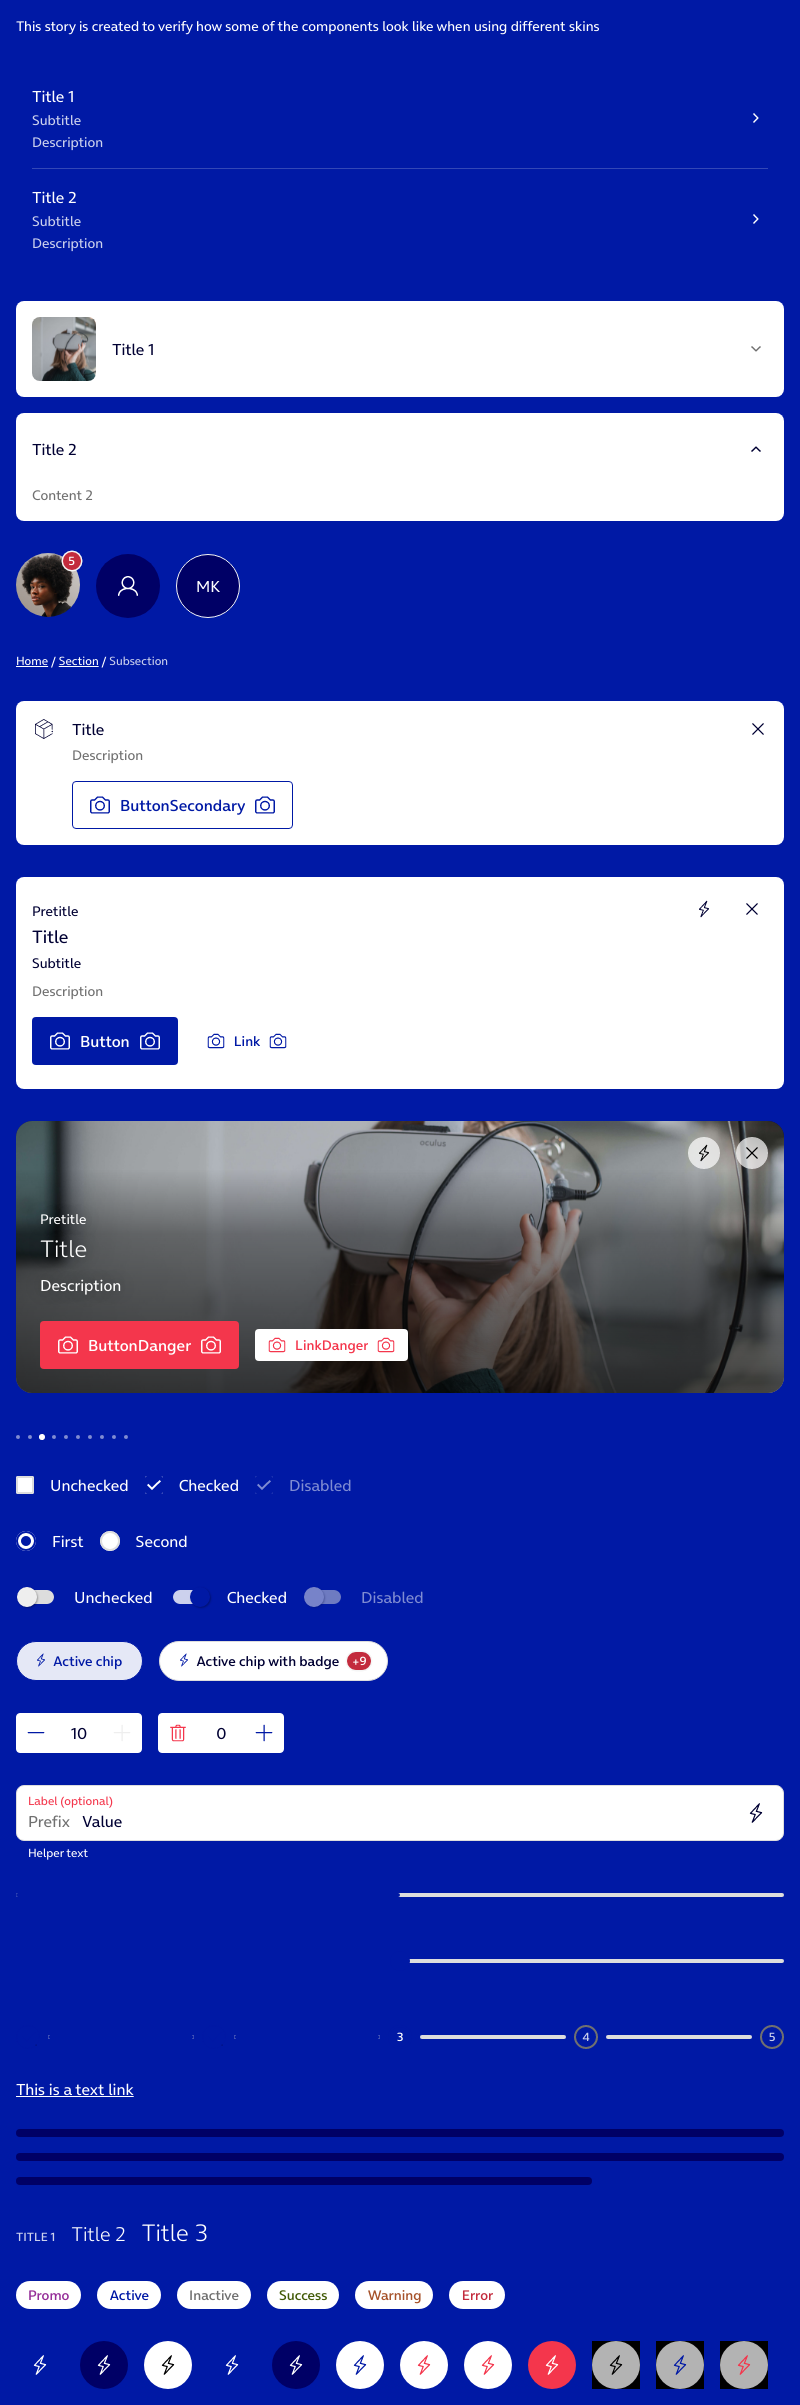 This story is created to verify how some of the components look like when using different skins
Title 1
Subtitle
Description
Title 2
Subtitle
Description
Title 1
Title 2
Content 2
5
MK
Home / Section / Subsection
Title
Description
ButtonSecondary
Pretitle
Title
Subtitle
Description
Button Link
oculus
Pretitle
Title
Description
ButtonDanger LinkDanger
Unchecked Checked Disabled
First Second
Unchecked Checked Disabled
Active chip Active chip with badge +9
10 0
Label (optional)
Prefix Value
Helper text
3 4 5
This is a text link
TITLE 1 Title 2 Title 3
Promo Active Inactive Success Warning Error